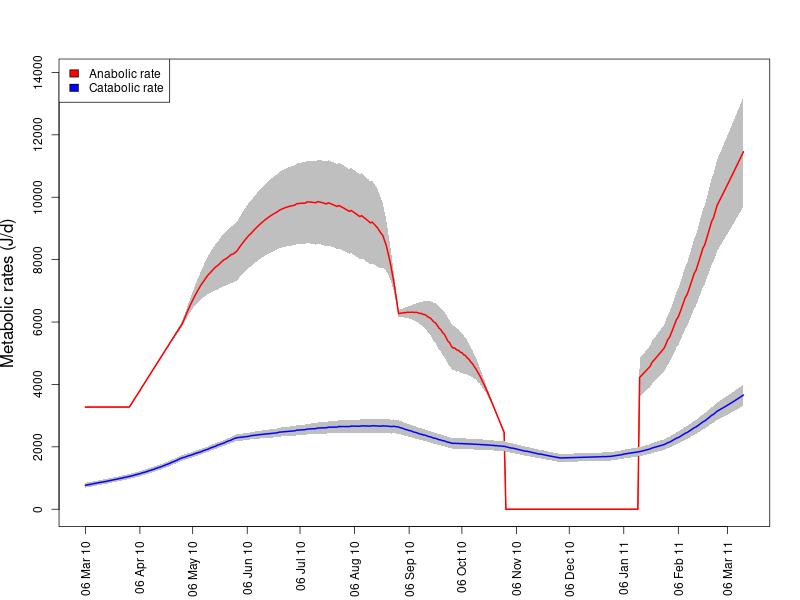 Anabolic rate
Catabolic rate
Metabolic rates (J/d)
14000
12000
10000
8000
6000
4000
2000
0
06 Mar 10
06 Apr 10
06 May 10
06 Jun 10
06 Jul 10
06 Aug 10
06 Sep 10
06 Oct 10
06 Nov 10
06 Dec 10
06 Jan 11
06 Feb 11
06 Mar 11